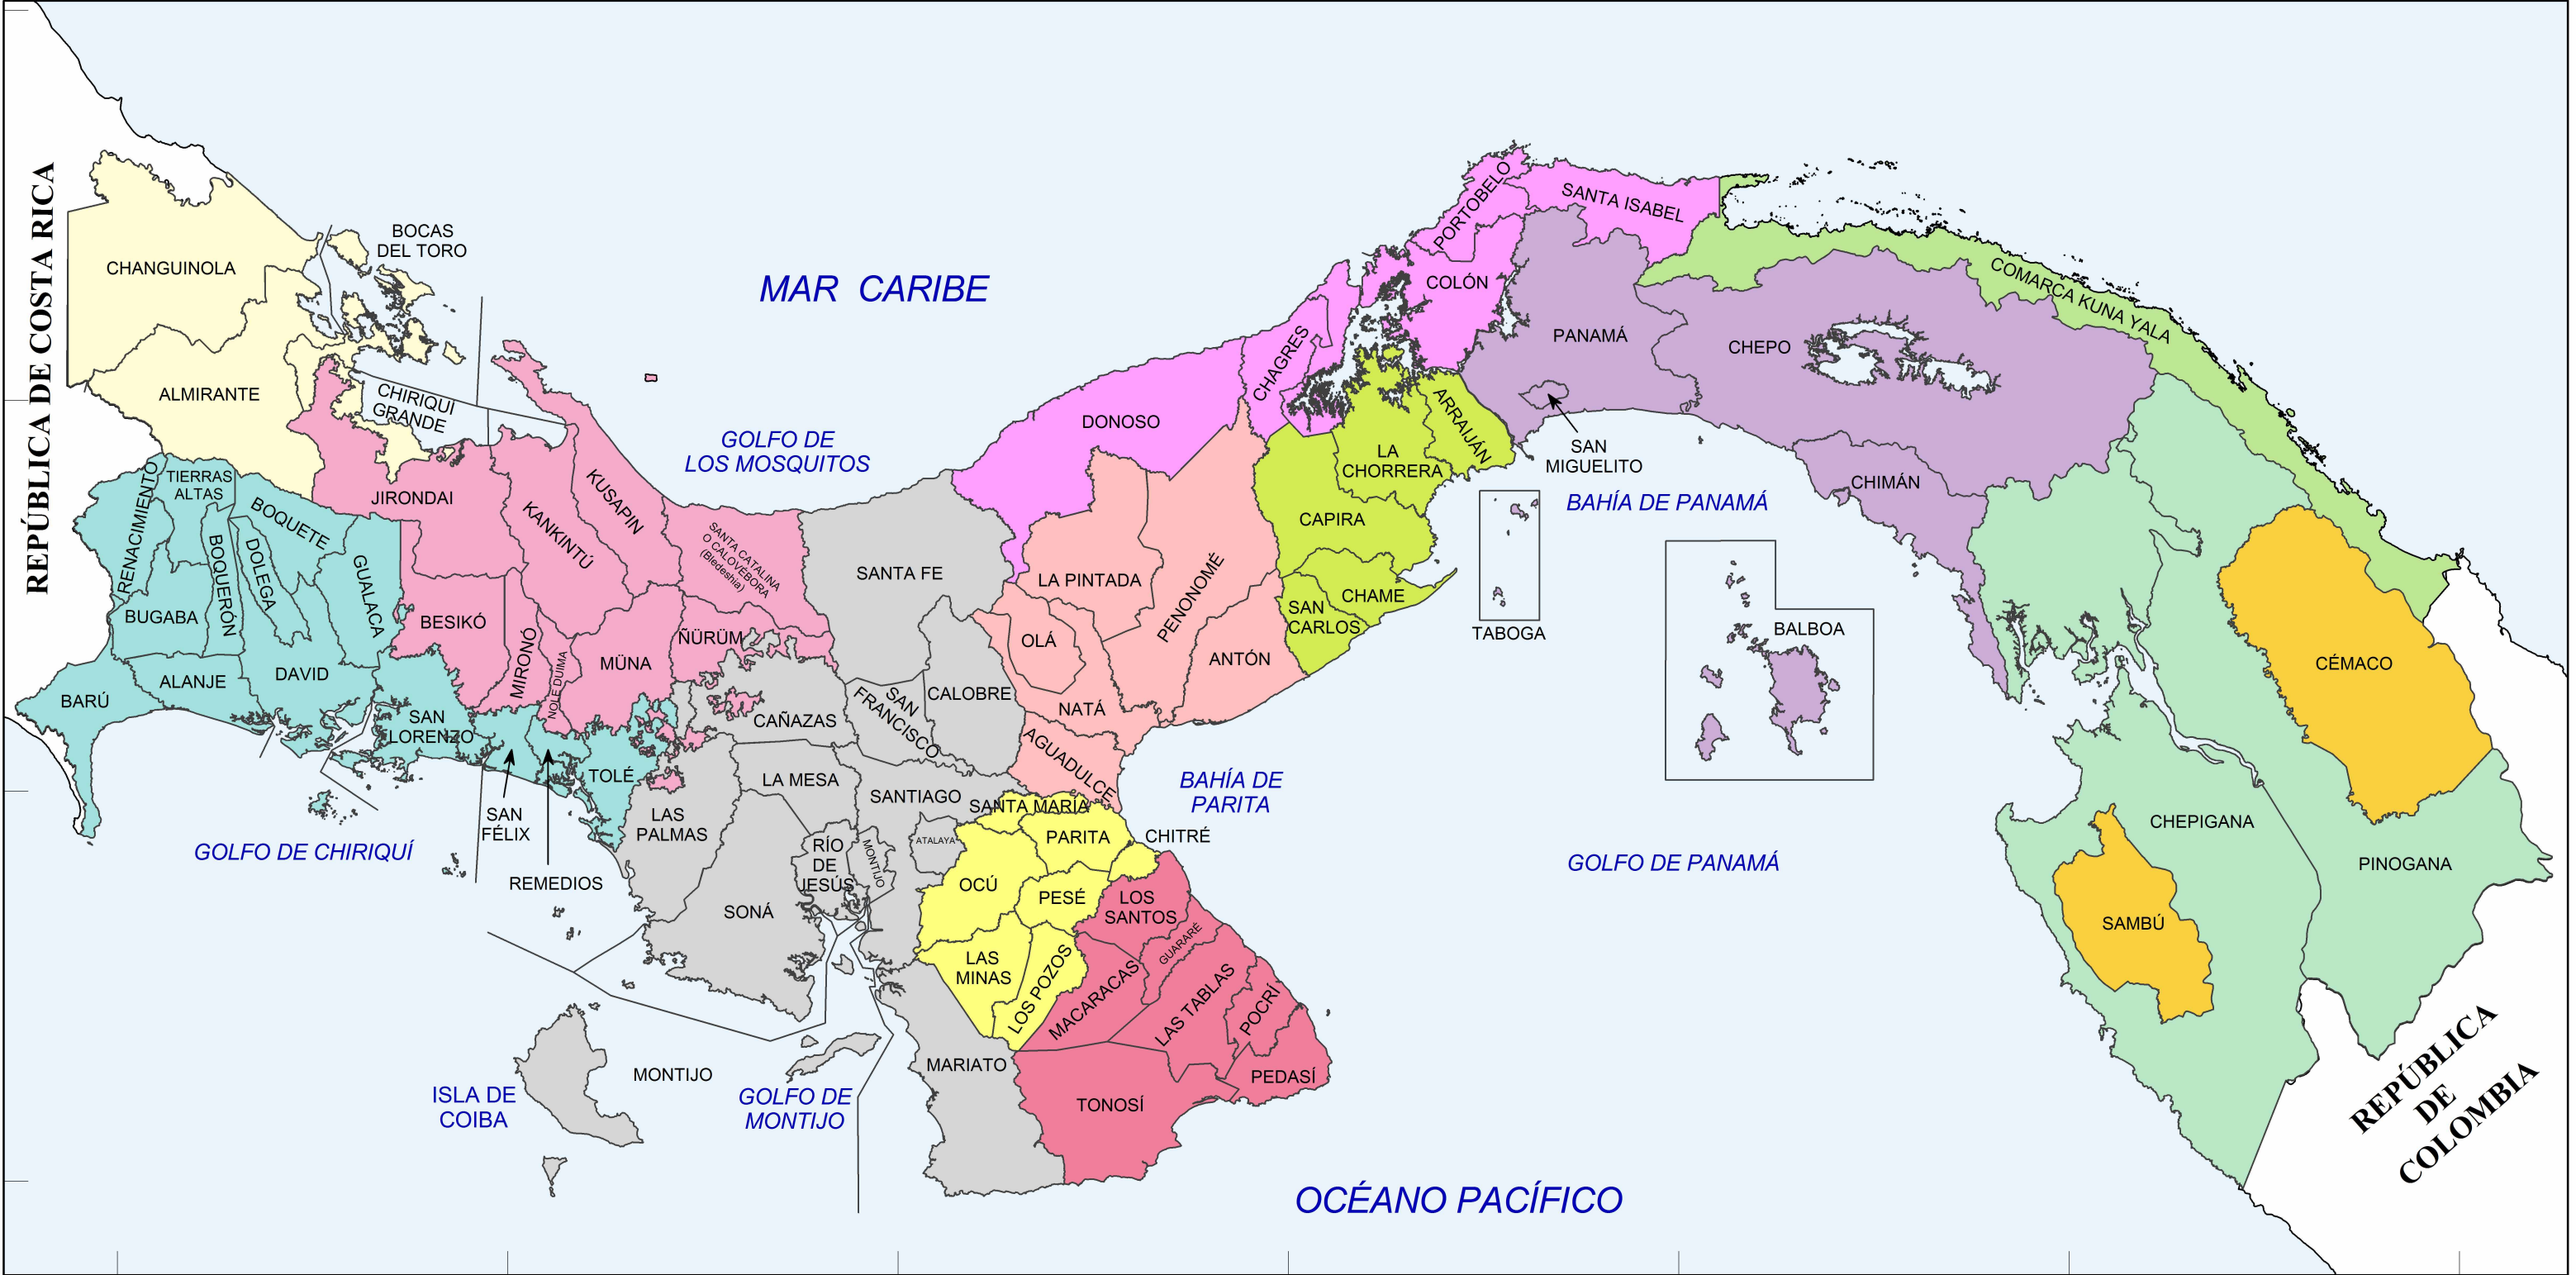 REPÚBLICA DE COSTA RICA
MAR CARIBE
GOLFO DE
LOS MOSQUITOS
CHANGUINOLA
BOCAS
DEL TORO
ALMIRANTE
CHIRIQUÍ
GRANDE
RENACIMIENTO
TIERRAS
ALTAS
BOQUETE
BOQUERÓN
DOLEGA
GUALACA
BUGABA
ALANJE
DAVID
BARÚ
SAN
LORENZO
SAN
FÉLIX
REMEDIOS
TOLÉ
GOLFO DE CHIRIQUÍ
JIRONDAI
KANKINTÚ
KUSAPIN
SANTA CATALINA
O CALOVÉBORA
(Bledeshia)
BESIKÓ
MIRONÓ
NOLE DUIMA
MÜNA
ÑÜRÜM
SANTA FE
CAÑAZAS
SAN
FRANCISCO
CALOBRE
LA MESA
SANTIAGO
LAS
PALMAS
SONÁ
RÍO
DE
JESÚS
MONTIJO
ATALAYA
MARIATO
ISLA DE
COIBA
MONTIJO
GOLFO DE
MONTIJO
DONOSO
CHAGRES
COLÓN
PORTOBELO
SANTA ISABEL
LA PINTADA
PENONOMÉ
OLÁ
NATÁ
ANTÓN
AGUADULCE
SANTA MARÍA
PARITA
CHITRÉ
OCÚ
PESÉ
LAS
MINAS
LOS POZOS
LOS
SANTOS
GUARARÉ
MACARACAS
LAS TABLAS
POCRÍ
PEDASÍ
TONOSÍ
BAHÍA DE
PARITA
ARRAIJÁN
LA
CHORRERA
CAPIRA
CHAME
SAN
CARLOS
PANAMÁ
SAN
MIGUELITO
CHEPO
CHIMÁN
TABOGA
BALBOA
BAHÍA DE PANAMÁ
GOLFO DE PANAMÁ
COMARCA KUNA YALA
CÉMACO
SAMBÚ
CHEPIGANA
PINOGANA
REPÚBLICA
DE
COLOMBIA
OCÉANO PACÍFICO